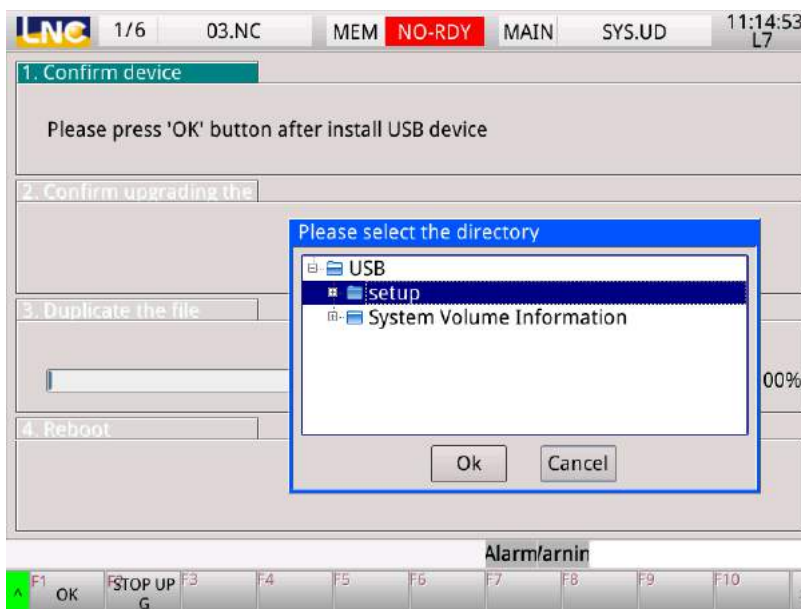 LNC 1/6 03.NC MEM NO-RDY MAIN SYS.UD 11:14:53
L7
1. Confirm device
Please press 'OK' button after install USB device
2. Confirm upgrading the
Please select the directory
USB
setup
System Volume Information
3. Duplicate the file
00%
4. Reboot
Ok Cancel
Alarm/arnin
^ F1 OK F2 STOP UP G F3 F4 F5 F6 F7 F8 F9 F10